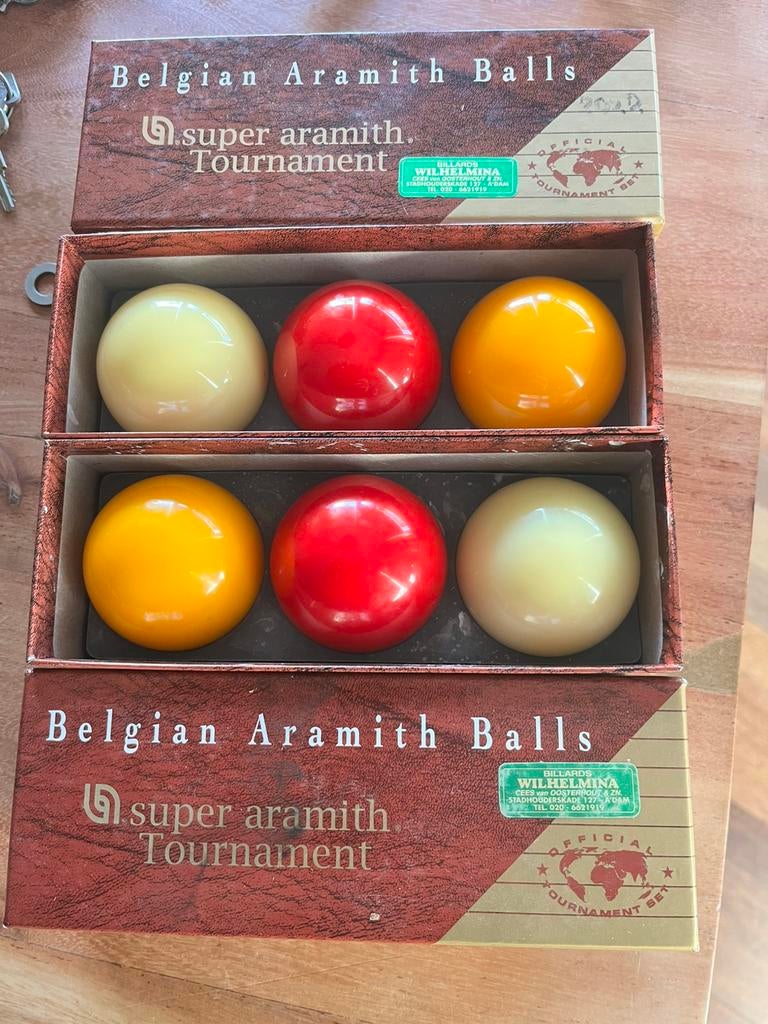 Belgian Aramith Balls
super aramith®
Tournament
BILLARDS
WILHELMINA
CEES van OOSTERHOUT & ZN.
STADHOUDERSKADE 127 - A'DAM
TEL. 020 - 6621919
OFFICIAL
TOURNAMENT SET
Belgian Aramith Balls
super aramith®
Tournament
BILLARDS
WILHELMINA
CEES van OOSTERHOUT & ZN.
STADHOUDERSKADE 127 - A'DAM
TEL. 020 - 6621919
OFFICIAL
TOURNAMENT SET